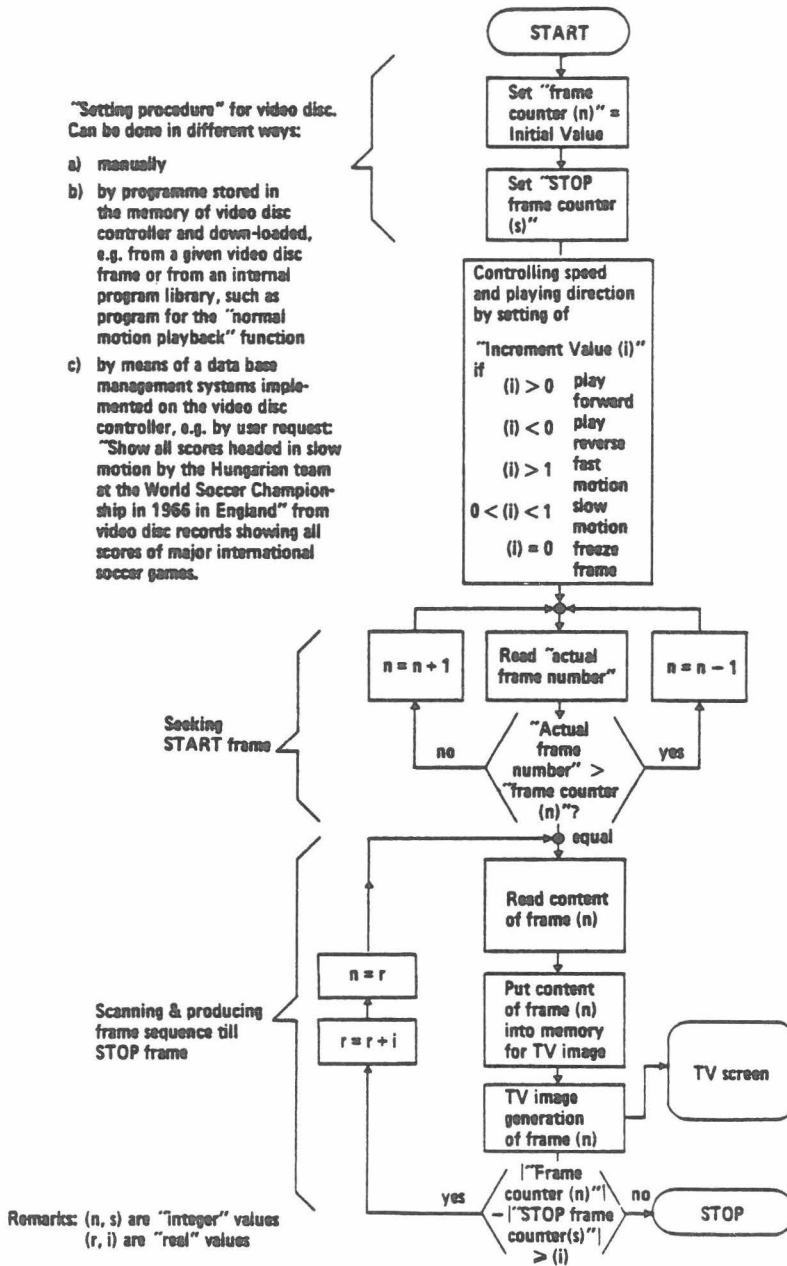 START
"Setting procedure" for video disc.
Can be done in different ways:
a) manually
b) by programme stored in
the memory of video disc
controller and down-loaded,
e.g. from a given video disc
frame or from an internal
program library, such as
program for the "normal
motion playback" function
c) by means of a data base
management systems imple-
mented on the video disc
controller, e.g. by user request:
"Show all scores headed in slow
motion by the Hungarian team
at the World Soccer Champion-
ship in 1966 in England" from
video disc records showing all
scores of major international
soccer games.
Set "frame
counter (n)" =
Initial Value
Set "STOP
frame counter
(s)"
Controlling speed
and playing direction
by setting of
"Increment Value (i)"
if
(i) > 0 play
forward
(i) < 0 play
reverse
(i) > 1 fast
motion
0 < (i) < 1 slow
motion
(i) = 0 freeze
frame
n = n + 1
Read "actual
frame number"
n = n − 1
Seeking
START frame
no
"Actual
frame
number" >
"frame counter
(n)"?
yes
equal
Read content
of frame (n)
n = r
r = r + i
Scanning & producing
frame sequence till
STOP frame
Put content
of frame (n)
into memory
for TV image
TV screen
TV image
generation
of frame (n)
yes
|"Frame
counter (n)"|
− |"STOP frame
counter(s)"|
⩾ (i)
no
STOP
Remarks: (n, s) are "integer" values
(r, i) are "real" values